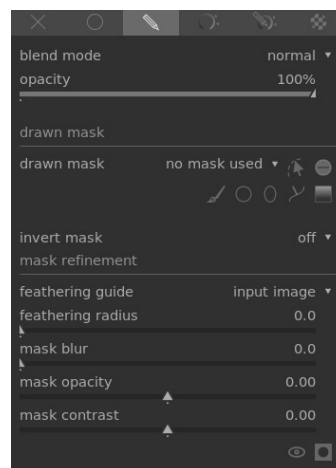 blend mode normal
opacity 100%
drawn mask
drawn mask no mask used
invert mask off
mask refinement
feathering guide input image
feathering radius 0.0
mask blur 0.0
mask opacity 0.00
mask contrast 0.00